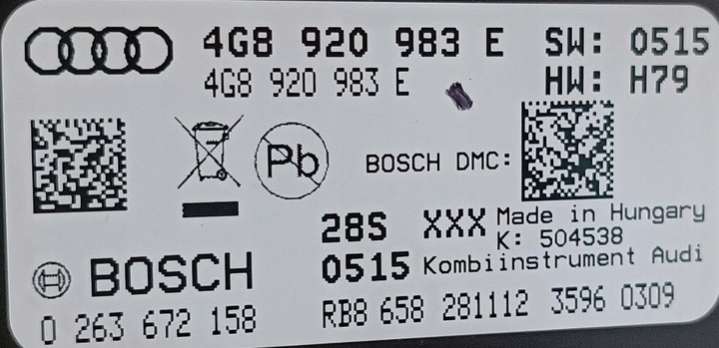 4G8 920 983 E SW: 0515
4G8 920 983 E HW: H79
Pb BOSCH DMC:
28S XXX Made in Hungary
K: 504538
BOSCH 0515 Kombiinstrument Audi
0 263 672 158 RB8 658 281112 3596 0309